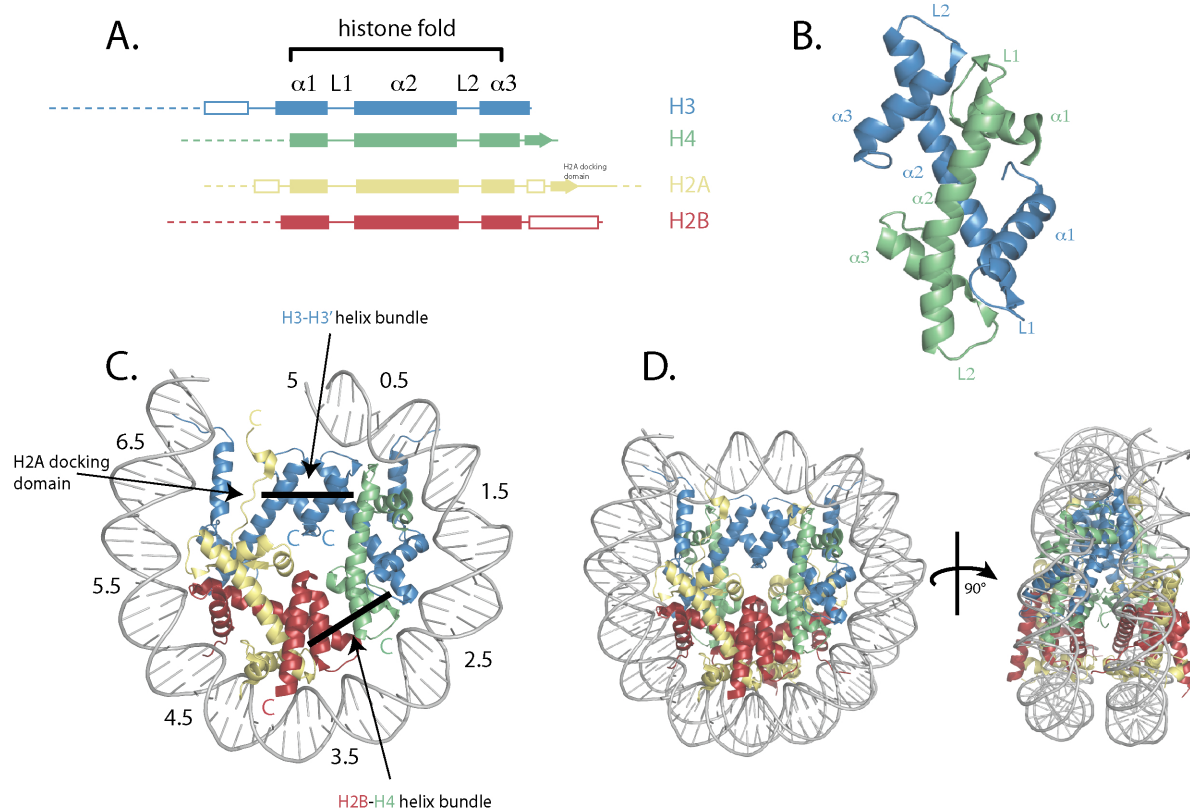 A.
histone fold
α1 L1 α2 L2 α3
H3
H4
H2A docking
domain
H2A
H2B
B.
L2
L1
α3
α1
α2
α2
α3
α1
L1
L2
C.
H3-H3' helix bundle
5
0.5
C
6.5
H2A docking
domain
1.5
C C
5.5
C
2.5
C
4.5
3.5
H2B-H4 helix bundle
D.
90°